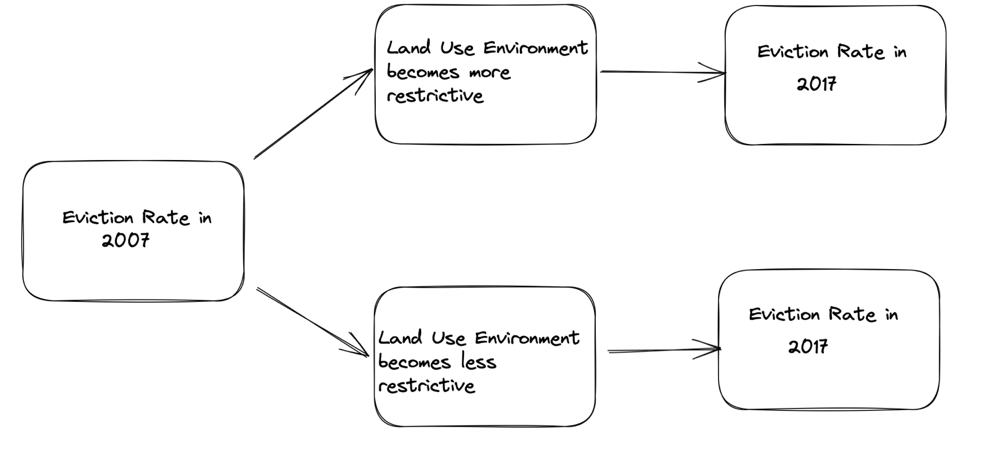 Land Use Environment
becomes more
restrictive
Eviction Rate in
2017
Eviction Rate in
2007
Land Use Environment
becomes less
restrictive
Eviction Rate in
2017